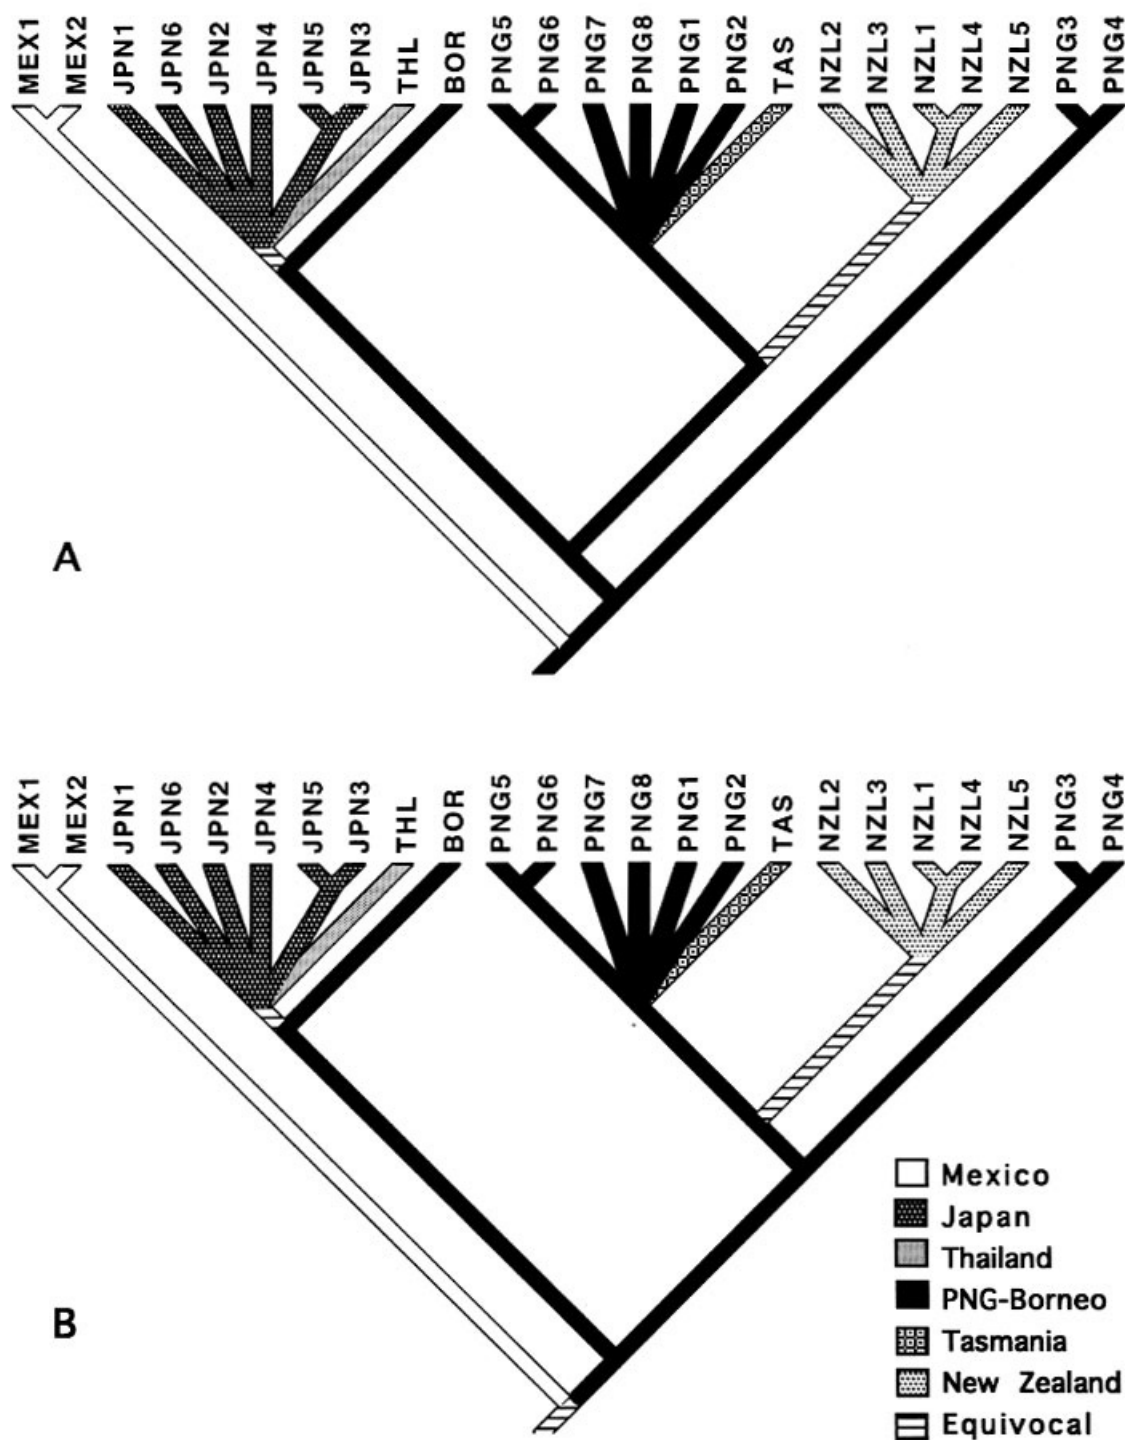 MEX1 MEX2 JPN1 JPN6 JPN2 JPN4 JPN5 JPN3 THL BOR PNG5 PNG6 PNG7 PNG8 PNG1 PNG2 TAS NZL2 NZL3 NZL1 NZL4 NZL5 PNG3 PNG4
A
MEX1 MEX2 JPN1 JPN6 JPN2 JPN4 JPN5 JPN3 THL BOR PNG5 PNG6 PNG7 PNG8 PNG1 PNG2 TAS NZL2 NZL3 NZL1 NZL4 NZL5 PNG3 PNG4
B
Mexico
Japan
Thailand
PNG-Borneo
Tasmania
New Zealand
Equivocal